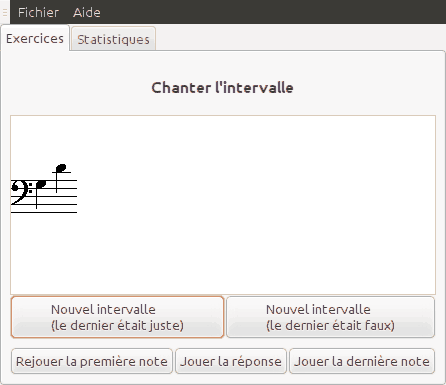 Fichier Aide
Exercices Statistiques
Chanter l'intervalle
Nouvel intervalle
(le dernier était juste)
Nouvel intervalle
(le dernier était faux)
Rejouer la première note Jouer la réponse Jouer la dernière note